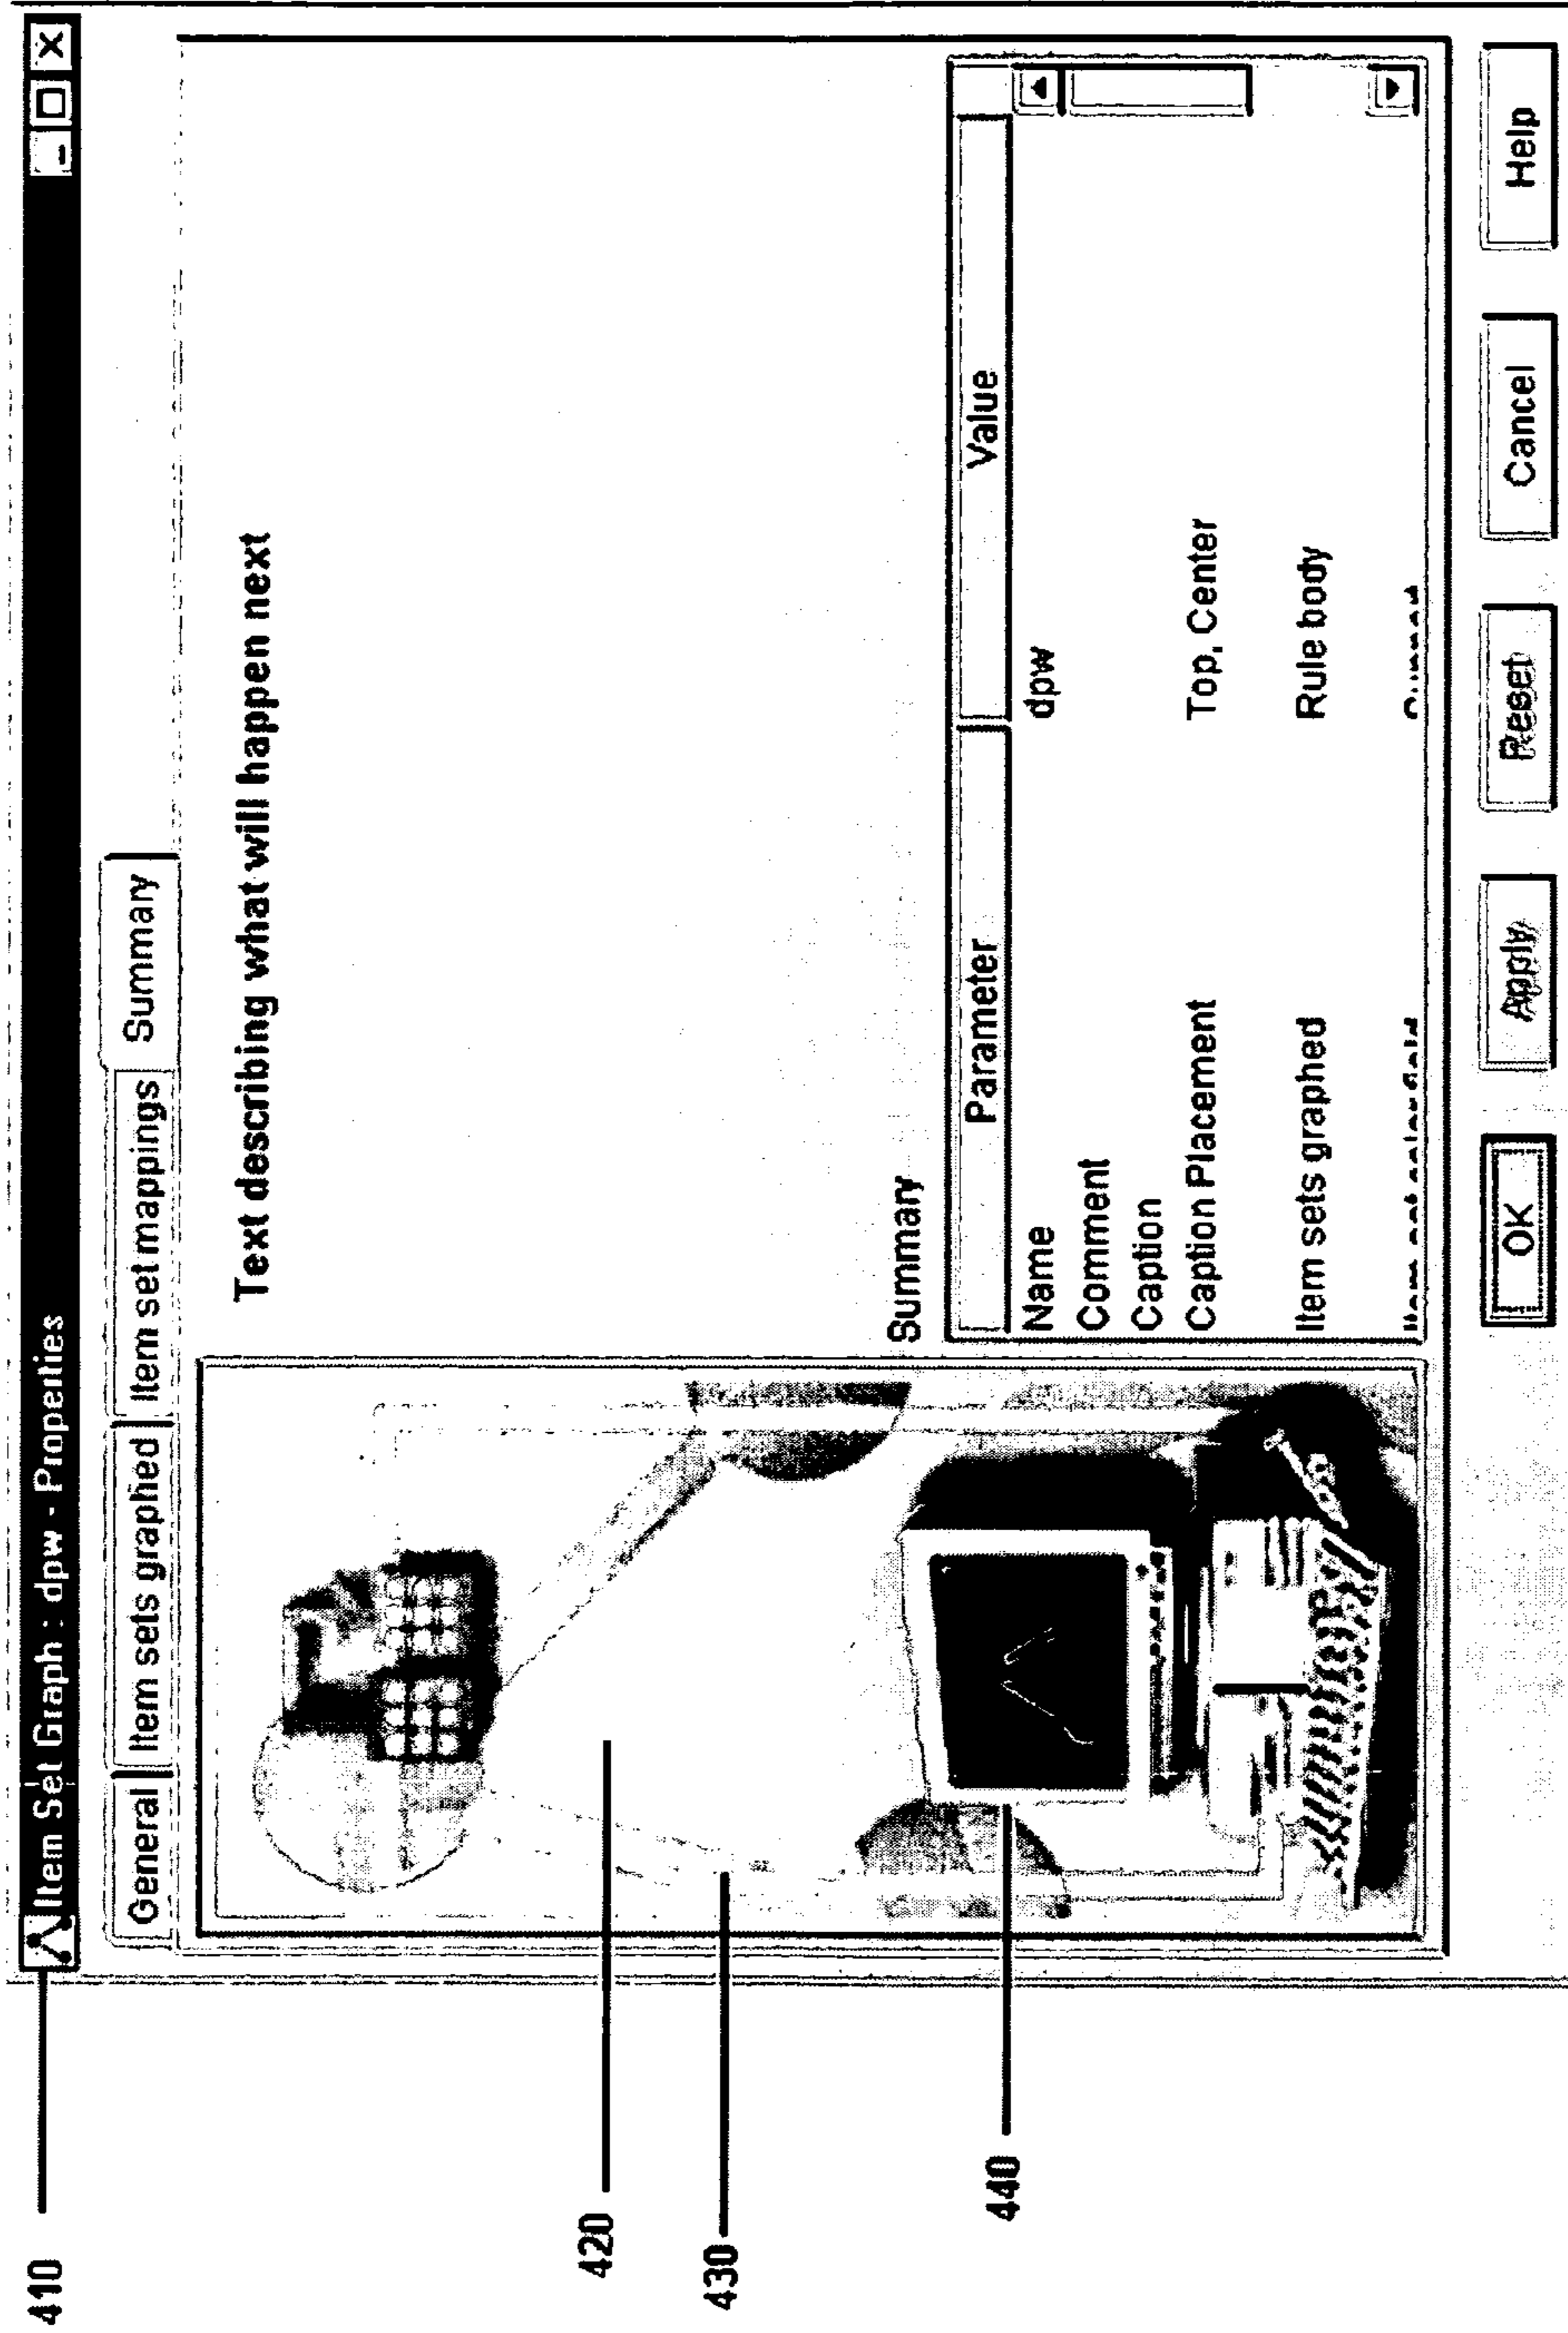 Item Set Graph : dpw - Properties
General Item sets graphed Item set mappings Summary
Text describing what will happen next
Summary
Parameter Value
Name dpw
Comment
Caption
Caption Placement Top, Center
Item sets graphed Rule body
OK Apply Reset Cancel Help
410
420
430
440